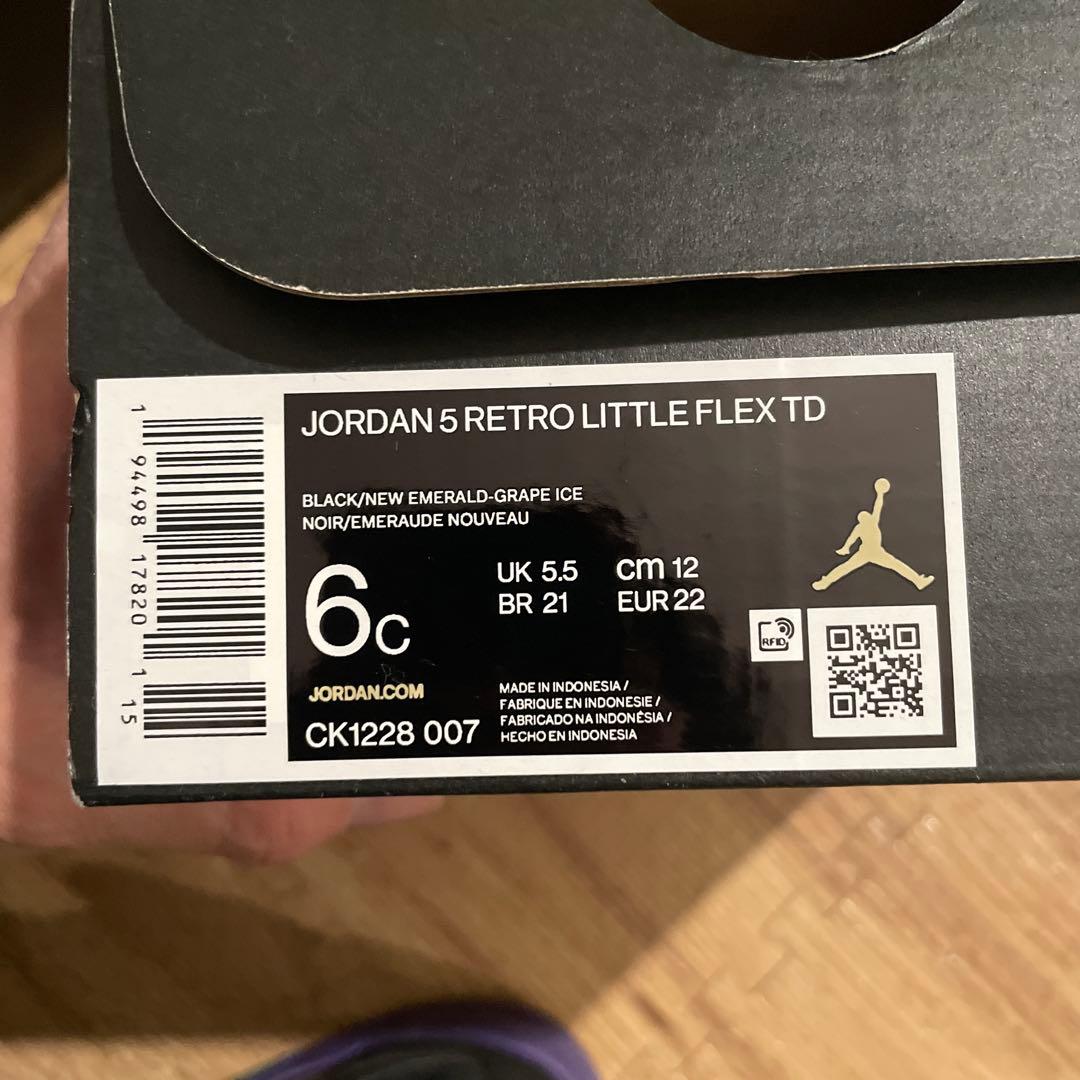 JORDAN 5 RETRO LITTLE FLEX TD
BLACK/NEW EMERALD-GRAPE ICE
NOIR/EMERAUDE NOUVEAU
6C
UK 5.5 cm 12
BR 21 EUR 22
RFID
JORDAN.COM
CK1228 007
MADE IN INDONESIA /
FABRIQUE EN INDONESIE /
FABRICADO NA INDONÉSIA /
HECHO EN INDONESIA
1 94498 17820 1 15